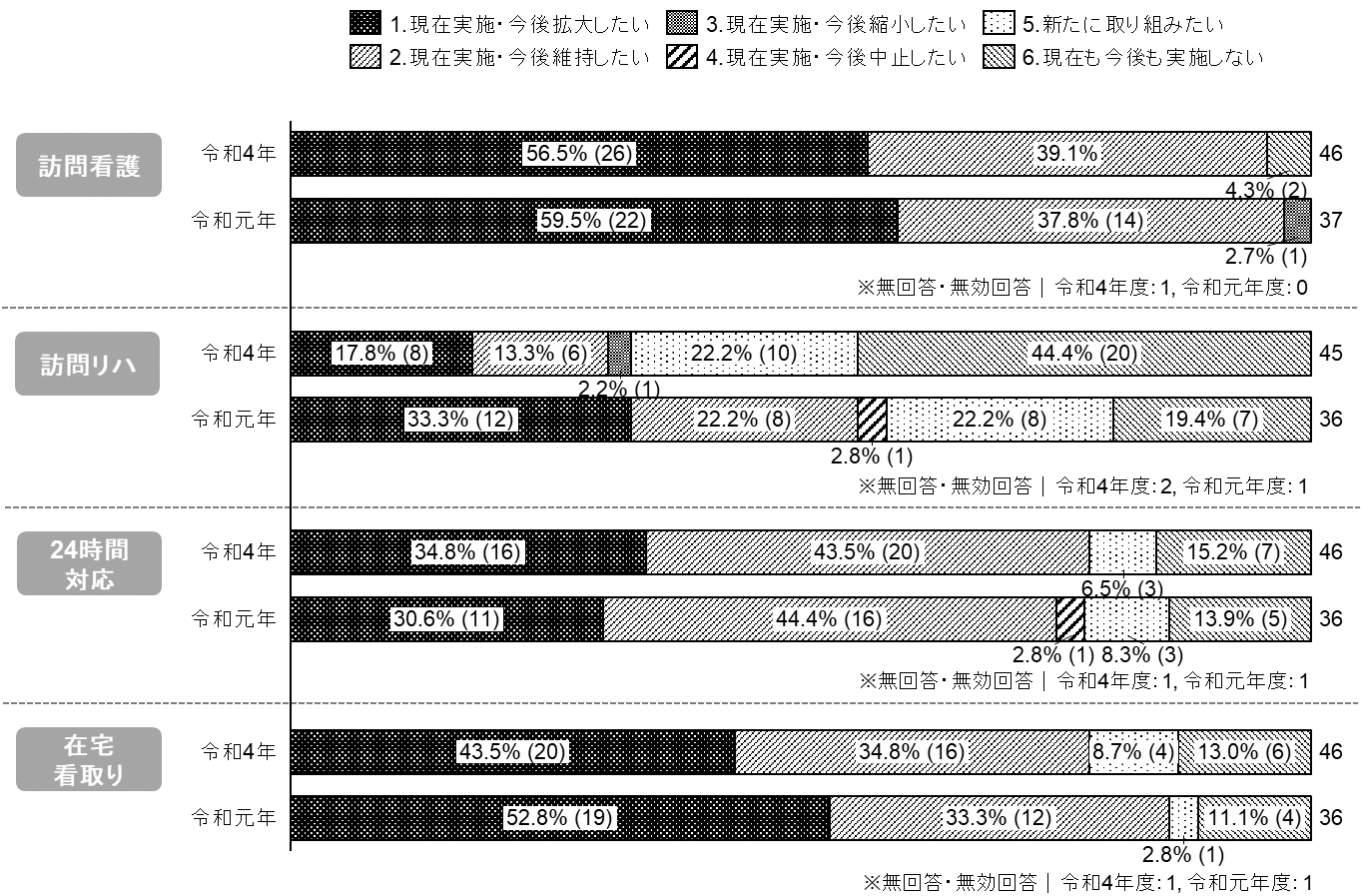 1.現在実施・今後拡大したい 3.現在実施・今後縮小したい 5.新たに取り組みたい
2.現在実施・今後維持したい 4.現在実施・今後中止したい 6.現在も今後も実施しない
訪問看護
令和4年 56.5% (26) 39.1% 46
4.3% (2)
令和元年 59.5% (22) 37.8% (14) 37
2.7% (1)
※無回答・無効回答｜令和4年度：1, 令和元年度：0
訪問リハ
令和4年 17.8% (8) 13.3% (6) 22.2% (10) 44.4% (20) 45
2.2% (1)
令和元年 33.3% (12) 22.2% (8) 22.2% (8) 19.4% (7) 36
2.8% (1)
※無回答・無効回答｜令和4年度：2, 令和元年度：1
24時間
対応
令和4年 34.8% (16) 43.5% (20) 15.2% (7) 46
6.5% (3)
令和元年 30.6% (11) 44.4% (16) 13.9% (5) 36
2.8% (1) 8.3% (3)
※無回答・無効回答｜令和4年度：1, 令和元年度：1
在宅
看取り
令和4年 43.5% (20) 34.8% (16) 8.7% (4) 13.0% (6) 46
令和元年 52.8% (19) 33.3% (12) 11.1% (4) 36
2.8% (1)
※無回答・無効回答｜令和4年度：1, 令和元年度：1